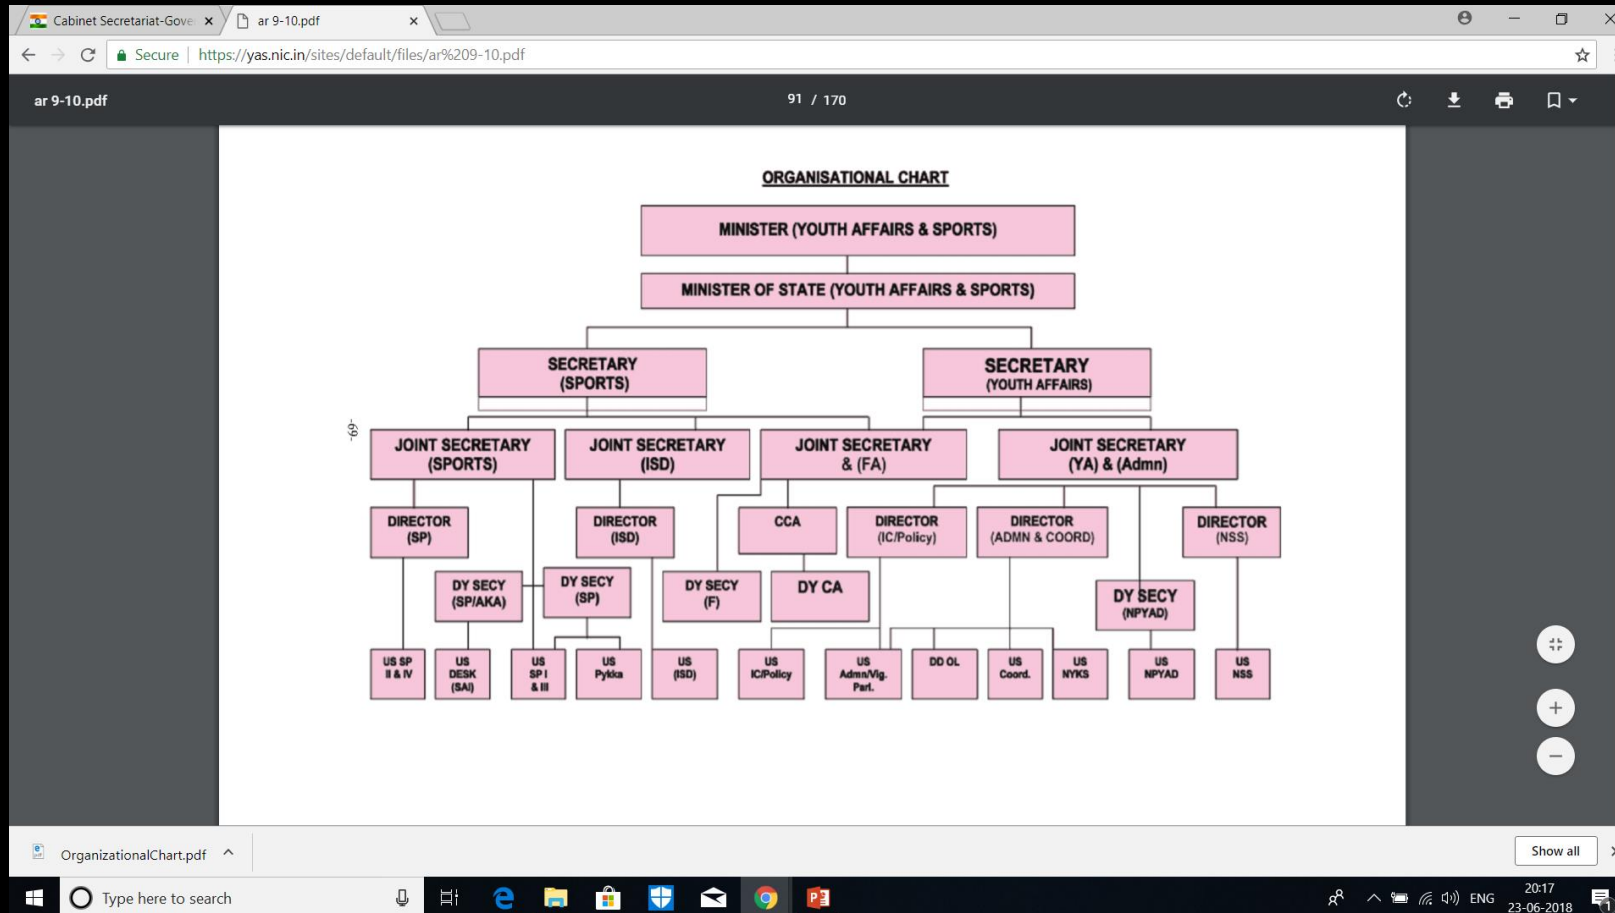 Cabinet Secretariat-Gove
ar 9-10.pdf
Secure
https://yas.nic.in/sites/default/files/ar%209-10.pdf
ar 9-10.pdf
91 / 170
ORGANISATIONAL CHART
MINISTER (YOUTH AFFAIRS & SPORTS)
MINISTER OF STATE (YOUTH AFFAIRS & SPORTS)
SECRETARY
(SPORTS)
SECRETARY
(YOUTH AFFAIRS)
-69-
JOINT SECRETARY
(SPORTS)
JOINT SECRETARY
(ISD)
JOINT SECRETARY
& (FA)
JOINT SECRETARY
(YA) & (Admn)
DIRECTOR
(SP)
DIRECTOR
(ISD)
CCA
DIRECTOR
(IC/Policy)
DIRECTOR
(ADMN & COORD)
DIRECTOR
(NSS)
DY SECY
(SP/AKA)
DY SECY
(SP)
DY SECY
(F)
DY CA
DY SECY
(NPYAD)
US SP
II & IV
US
DESK
(SAI)
US
SP I
& III
US
Pykka
US
(ISD)
US
IC/Policy
US
Admn/Vig.
Parl.
DD OL
US
Coord.
US
NYKS
US
NPYAD
US
NSS
OrganizationalChart.pdf
Show all
Type here to search
ENG
20:17
23-06-2018
1